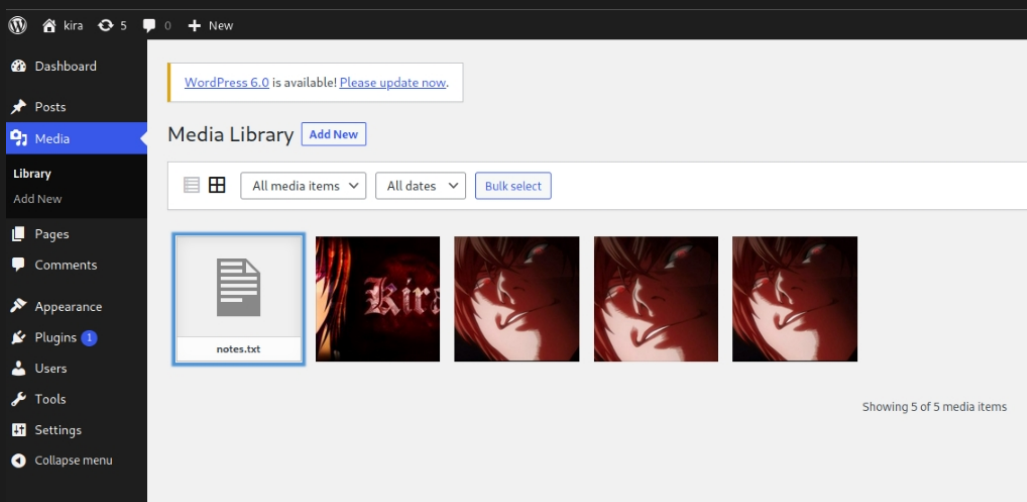 kira 5 0 New
Dashboard
Posts
Media
Library
Add New
Pages
Comments
Appearance
Plugins 1
Users
Tools
Settings
Collapse menu
WordPress 6.0 is available! Please update now.
Media Library Add New
All media items All dates Bulk select
notes.txt
Kira
Showing 5 of 5 media items